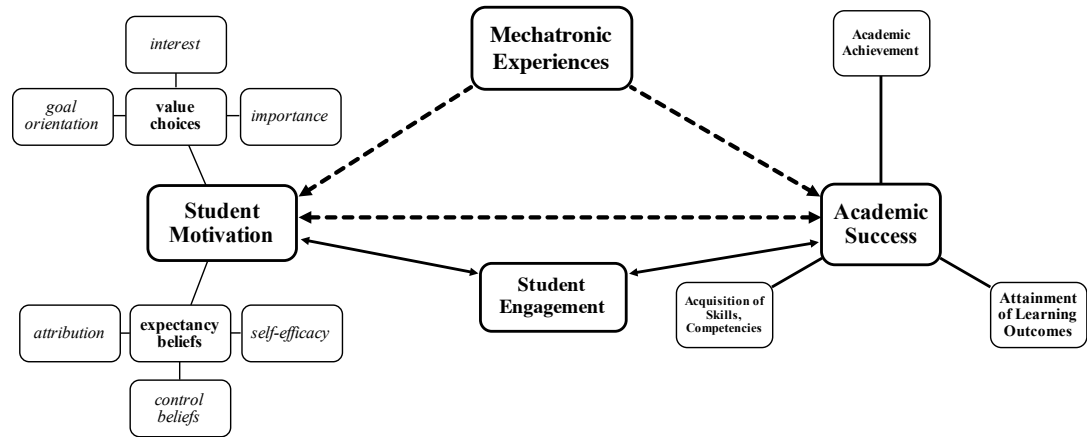 interest
goal
orientation
value
choices
importance
Mechatronic
Experiences
Academic
Achievement
Student
Motivation
Academic
Success
Student
Engagement
Acquisition of
Skills,
Competencies
Attainment
of Learning
Outcomes
attribution
expectancy
beliefs
self-efficacy
control
beliefs